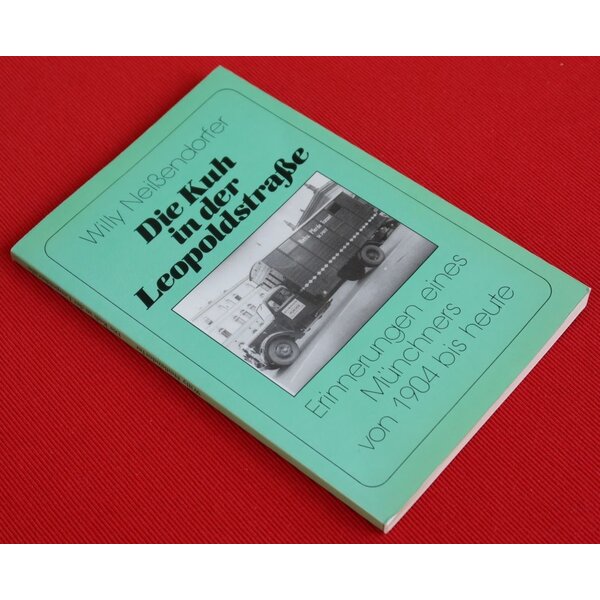 Willy Neißendorfer
Die Kuh
in der
Leopoldstraße
Erinnerungen eines
Münchners
von 1904 bis heute